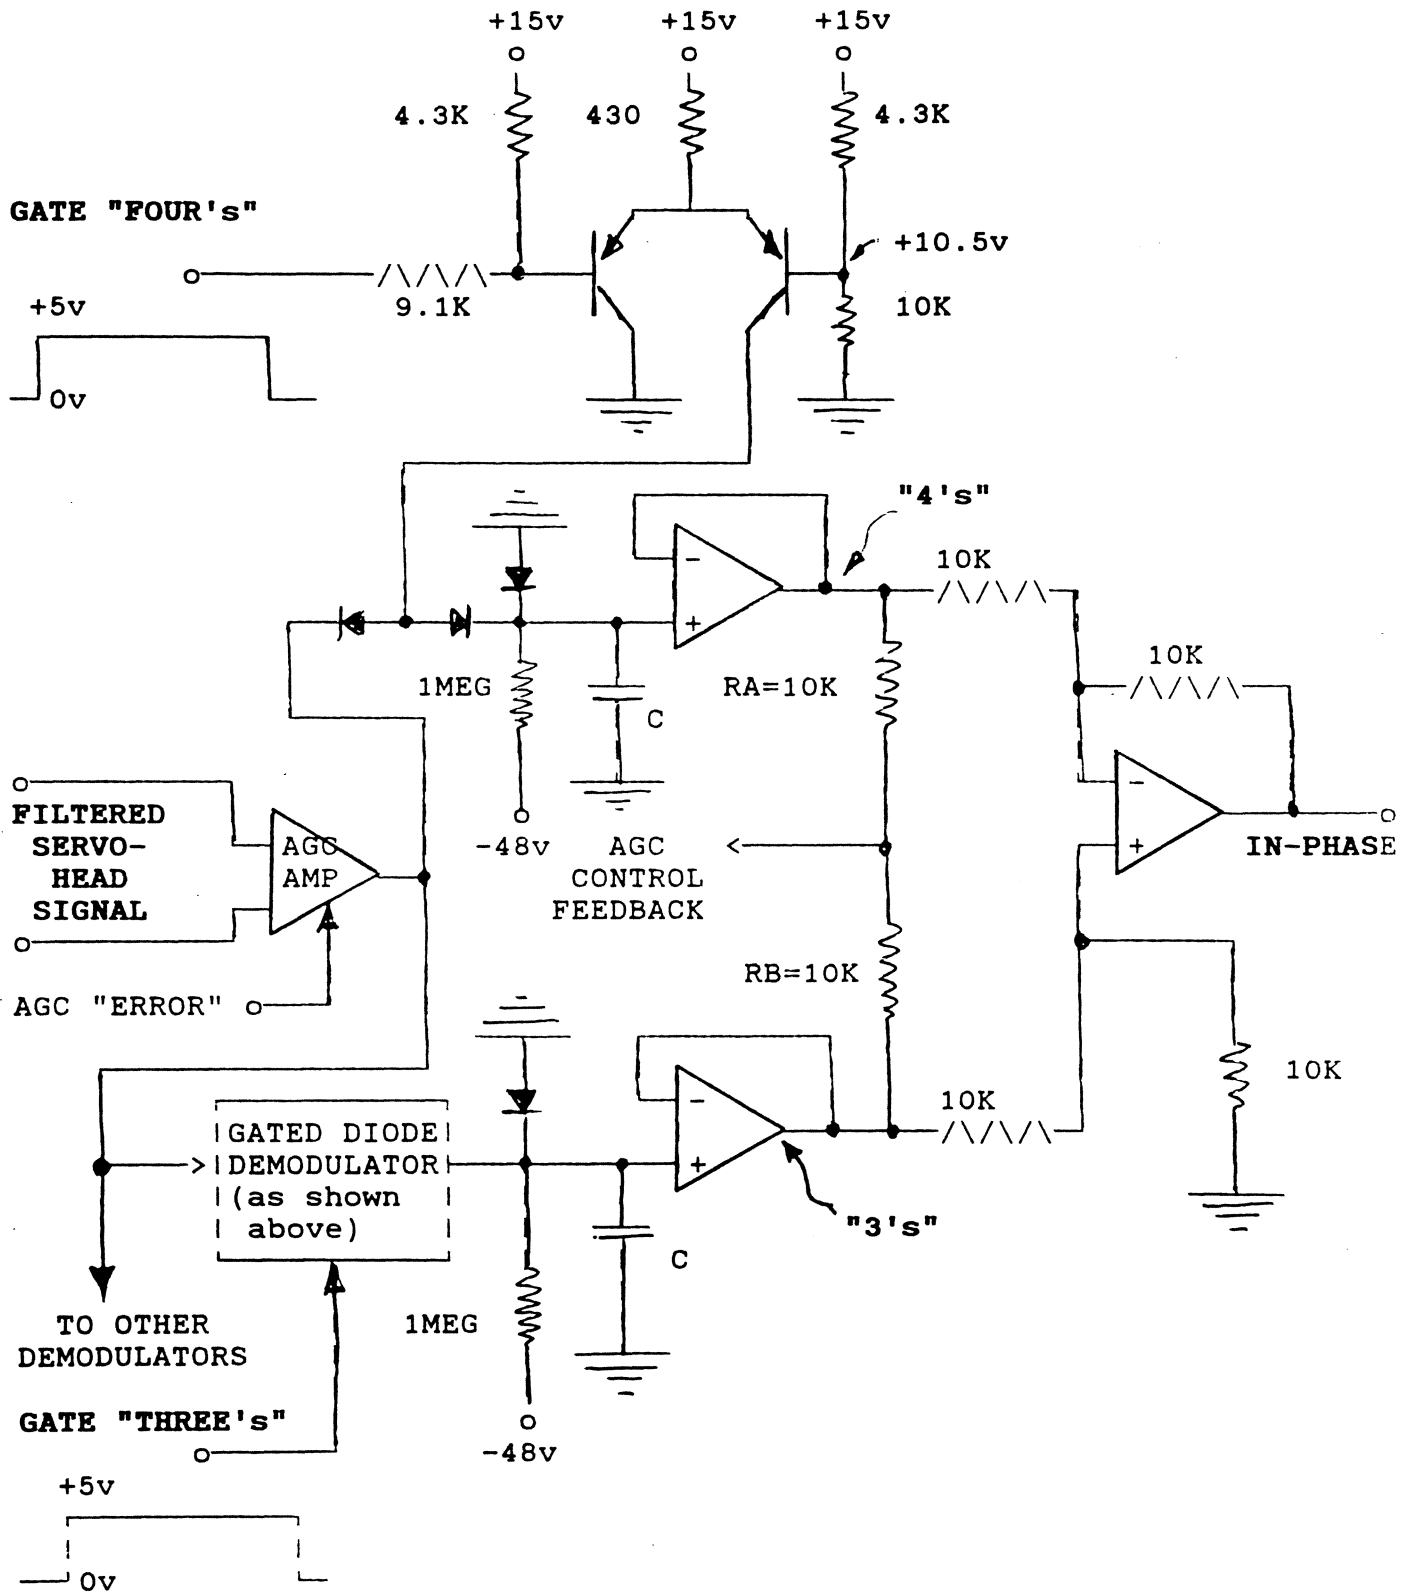 +15v +15v +15v
4.3K 430 4.3K
GATE "FOUR's"
+10.5v
+5v
9.1K
10K
0v
"4's"
10K
-
+
10K
1MEG
RA=10K
C
-
FILTERED
SERVO-
HEAD
SIGNAL
AGC
AMP
-48v
AGC
CONTROL
FEEDBACK
+
IN-PHASE
RB=10K
AGC "ERROR"
10K
10K
-
GATED DIODE
DEMODULATOR
(as shown
above)
+
"3's"
C
TO OTHER
DEMODULATORS
1MEG
GATE "THREE's"
-48v
+5v
0v